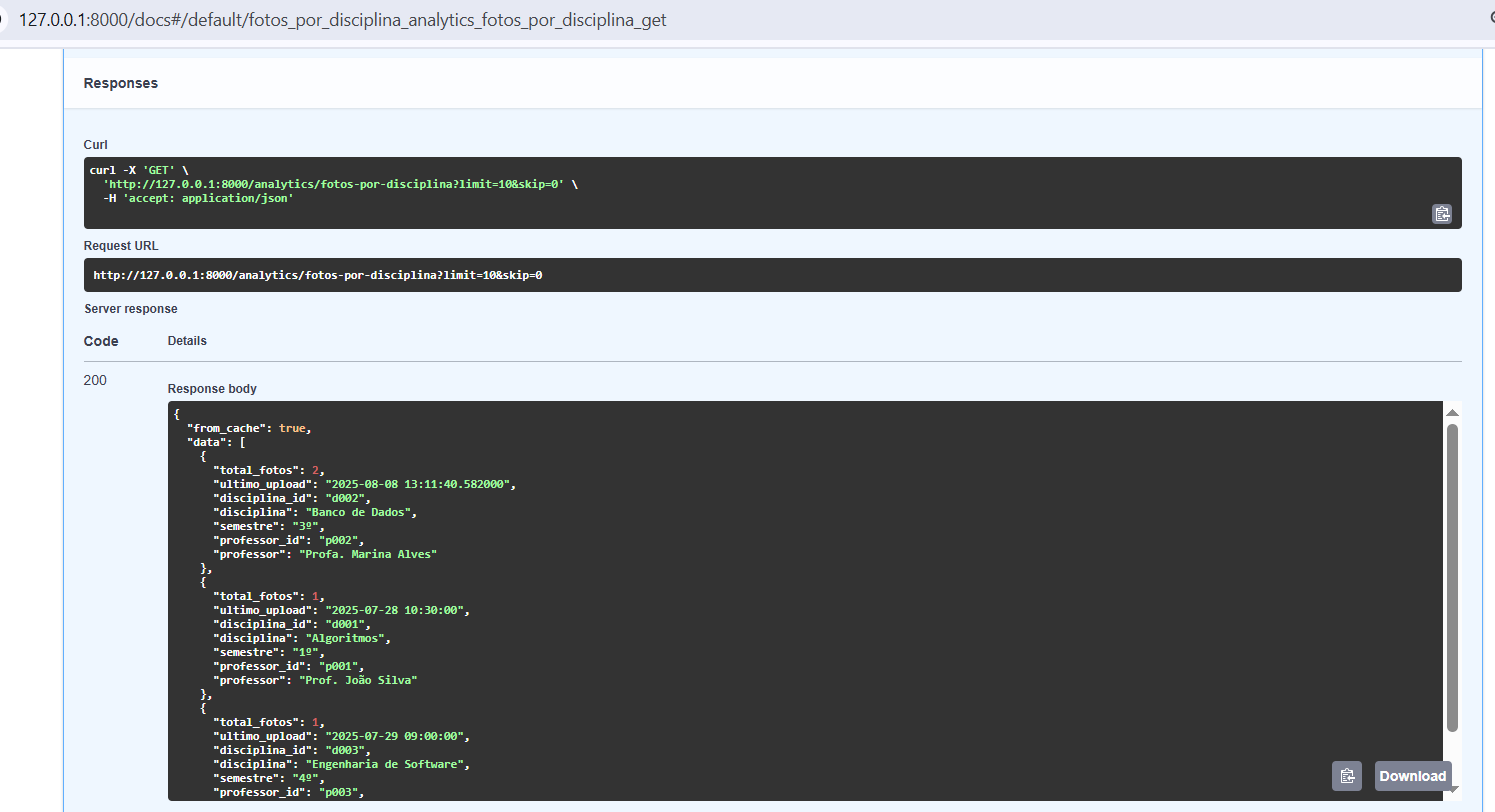 127.0.0.1:8000/docs#/default/fotos_por_disciplina_analytics_fotos_por_disciplina_get
Responses
Curl
curl -X 'GET' \
  'http://127.0.0.1:8000/analytics/fotos-por-disciplina?limit=10&skip=0' \
  -H 'accept: application/json'
Request URL
http://127.0.0.1:8000/analytics/fotos-por-disciplina?limit=10&skip=0
Server response
Code Details
200
Response body
{
  "from_cache": true,
  "data": [
    {
      "total_fotos": 2,
      "ultimo_upload": "2025-08-08 13:11:40.582000",
      "disciplina_id": "d002",
      "disciplina": "Banco de Dados",
      "semestre": "3º",
      "professor_id": "p002",
      "professor": "Profa. Marina Alves"
    },
    {
      "total_fotos": 1,
      "ultimo_upload": "2025-07-28 10:30:00",
      "disciplina_id": "d001",
      "disciplina": "Algoritmos",
      "semestre": "1º",
      "professor_id": "p001",
      "professor": "Prof. João Silva"
    },
    {
      "total_fotos": 1,
      "ultimo_upload": "2025-07-29 09:00:00",
      "disciplina_id": "d003",
      "disciplina": "Engenharia de Software",
      "semestre": "4º",
      "professor_id": "p003",
Download